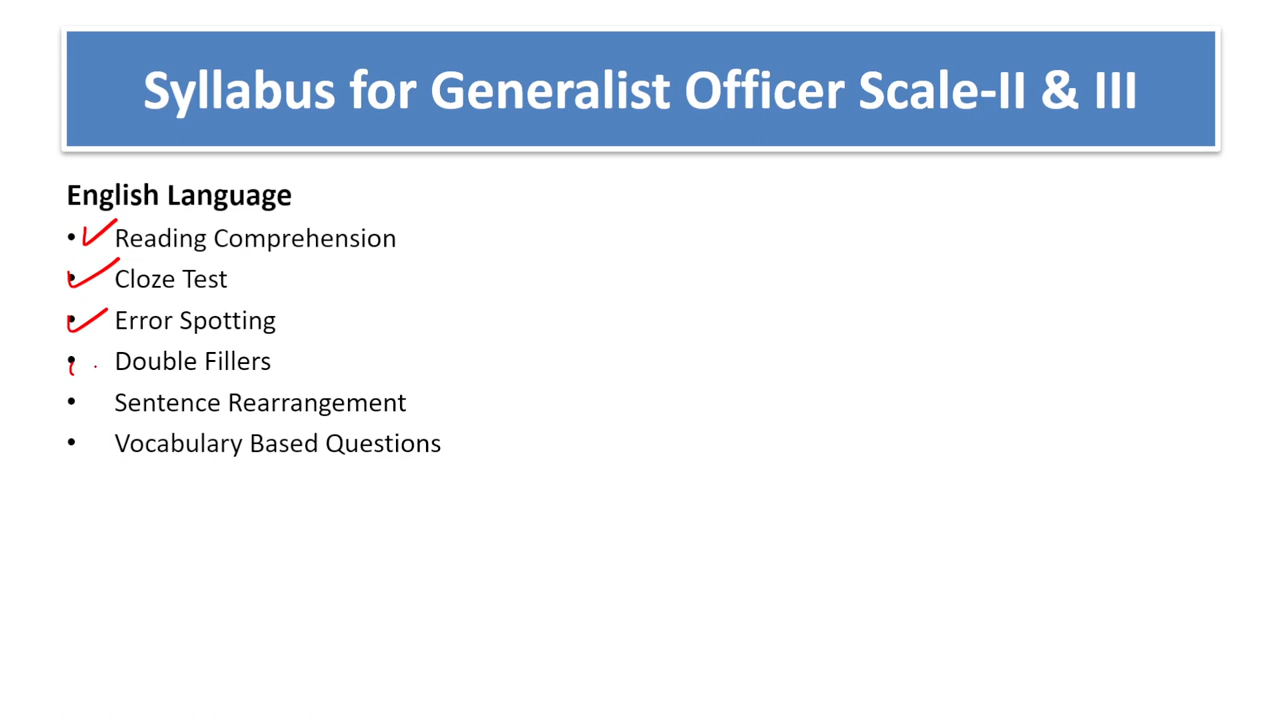 Syllabus for Generalist Officer Scale-II & III
English Language
• Reading Comprehension
• Cloze Test
• Error Spotting
• Double Fillers
• Sentence Rearrangement
• Vocabulary Based Questions